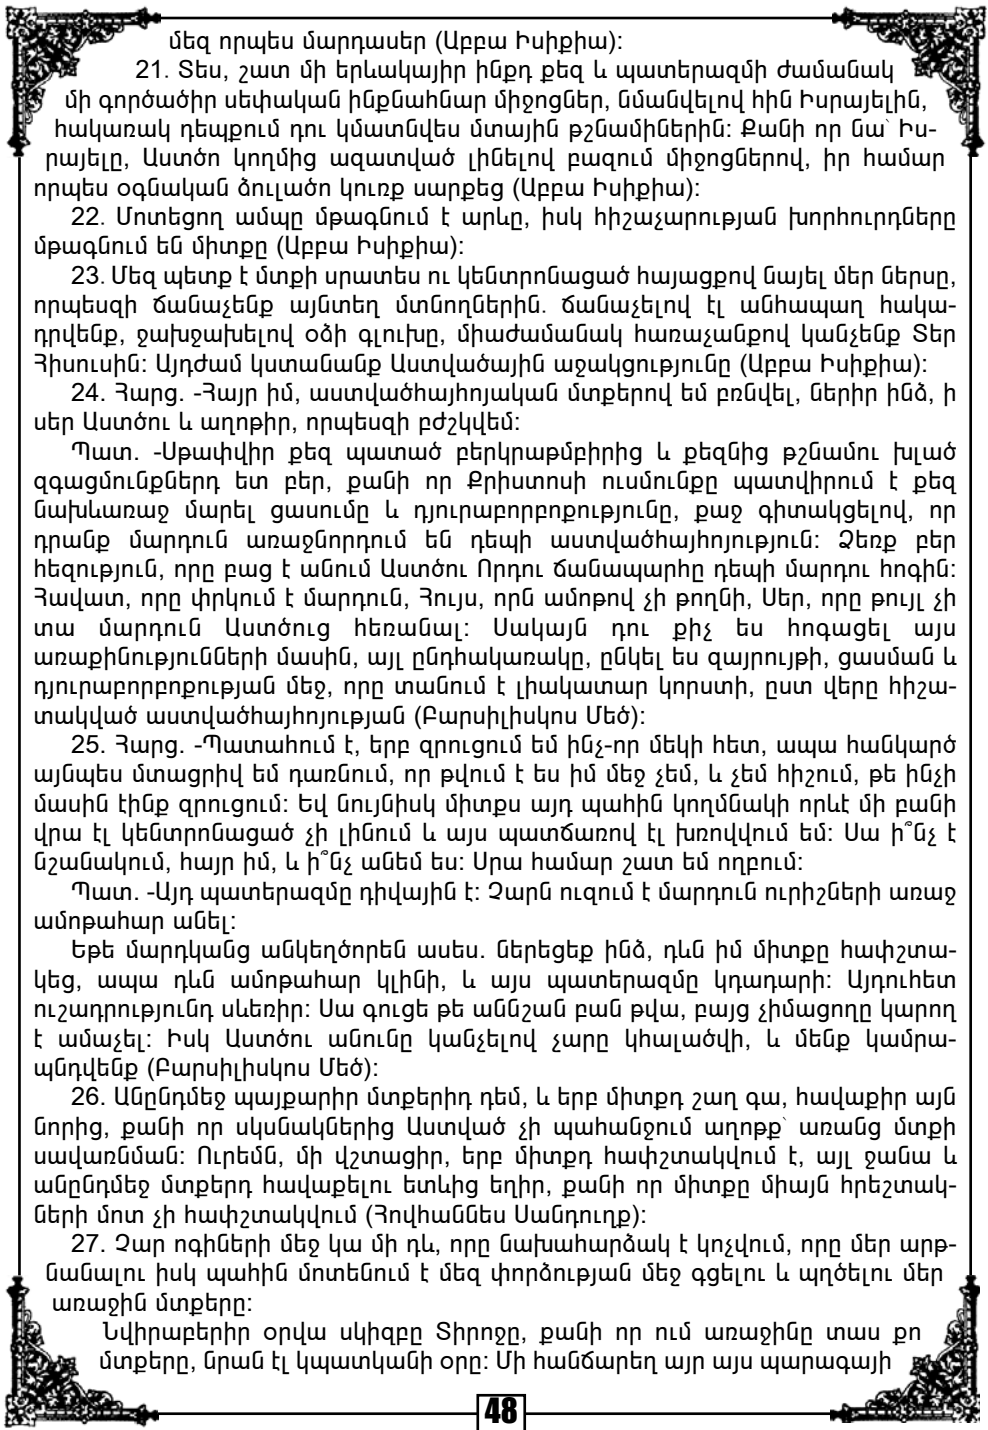 մեզ որպես մարդասեր (Աբբա Իսիքիա):
21. Տես, շատ մի երևակայիր ինքդ քեզ և պատերազմի ժամանակ
մի գործածիր սեփական ինքնահնար միջոցներ, նմանվելով հին Իսրայելին,
հակառակ դեպքում դու կմատնվես մտային թշնամիներին: Քանի որ նա՝ Իս-
րայելը, Աստծո կողմից ազատված լինելով բազում միջոցներով, իր համար
որպես օգնական ձուլածո կուռք սարքեց (Աբբա Իսիքիա):
22. Մոտեցող ամպը մթագնում է արևը, իսկ հիշաչարության խորհուրդները
մթագնում են միտքը (Աբբա Իսիքիա):
23. Մեզ պետք է մտքի սրատես ու կենտրոնացած հայացքով նայել մեր ներսը,
որպեսզի ճանաչենք այնտեղ մտնողներին. ճանաչելով էլ անհապաղ հակա-
դրվենք, ջախջախելով օձի գլուխը, միաժամանակ հառաչանքով կանչենք Տեր
Հիսուսին: Այդժամ կստանանք Աստվածային աջակցությունը (Աբբա Իսիքիա):
24. Հարց. -Հայր իմ, աստվածհայհոյական մտքերով եմ բռնվել, ներիր ինձ, ի
սեր Աստծու և աղոթիր, որպեսզի բժշկվեմ:
Պատ. -Սթափվիր քեզ պատած բերկրաթմբիրից և քեզնից թշնամու խլած
զգացմունքներդ ետ բեր, քանի որ Քրիստոսի ուսմունքը պատվիրում է քեզ
նախևառաջ մարել ցասումը և դյուրաբորբոքությունը, քաջ գիտակցելով, որ
դրանք մարդուն առաջնորդում են դեպի աստվածհայհոյություն: Ձեռք բեր
հեզություն, որը բաց է անում Աստծու Որդու ճանապարհը դեպի մարդու հոգին:
Հավատ, որը փրկում է մարդուն, Հույս, որն ամոթով չի թողնի, Սեր, որը թույլ չի
տա մարդուն Աստծուց հեռանալ: Սակայն դու քիչ ես հոգացել այս
առաքինությունների մասին, այլ ընդհակառակը, ընկել ես զայրույթի, ցասման և
դյուրաբորբոքության մեջ, որը տանում է լիակատար կորստի, ըստ վերը հիշա-
տակված աստվածհայհոյության (Բարսիլիսկոս Մեծ):
25. Հարց. -Պատահում է, երբ զրուցում եմ ինչ-որ մեկի հետ, ապա հանկարծ
այնպես մտացրիվ եմ դառնում, որ թվում է ես իմ մեջ չեմ, և չեմ հիշում, թե ինչի
մասին էինք զրուցում: Եվ նույնիսկ միտքս այդ պահին կողմնակի որևէ մի բանի
վրա էլ կենտրոնացած չի լինում և այս պատճառով էլ խռովվում եմ: Սա ի՞նչ է
նշանակում, հայր իմ, և ի՞նչ անեմ ես: Սրա համար շատ եմ ողբում:
Պատ. -Այդ պատերազմը դիվային է: Չարն ուզում է մարդուն ուրիշների առաջ
ամոթահար անել:
Եթե մարդկանց անկեղծորեն ասես. ներեցեք ինձ, դևն իմ միտքը հափշտա-
կեց, ապա դևն ամոթահար կլինի, և այս պատերազմը կդադարի: Այդուհետ
ուշադրությունդ սևեռիր: Սա գուցե թե աննշան բան թվա, բայց չիմացողը կարող
է ամաչել: Իսկ Աստծու անունը կանչելով չարը կհալածվի, և մենք կամրա-
պնդվենք (Բարսիլիսկոս Մեծ):
26. Անընդմեջ պայքարիր մտքերիդ դեմ, և երբ միտքդ շաղ գա, հավաքիր այն
նորից, քանի որ սկսնակներից Աստված չի պահանջում աղոթք՝ առանց մտքի
սավառնման: Ուրեմն, մի վշտացիր, երբ միտքդ հափշտակվում է, այլ ջանա և
անընդմեջ մտքերդ հավաքելու ետևից եղիր, քանի որ միտքը միայն հրեշտակ-
ների մոտ չի հափշտակվում (Հովհաննես Սանդուղք):
27. Չար ոգիների մեջ կա մի դև, որը նախահարձակ է կոչվում, որը մեր արթ-
նանալու իսկ պահին մոտենում է մեզ փորձության մեջ գցելու և պղծելու մեր
առաջին մտքերը:
Նվիրաբերիր օրվա սկիզբը Տիրոջը, քանի որ ում առաջինը տաս քո
մտքերը, նրան էլ կպատկանի օրը: Մի հանճարեղ այր այս պարագայի
48